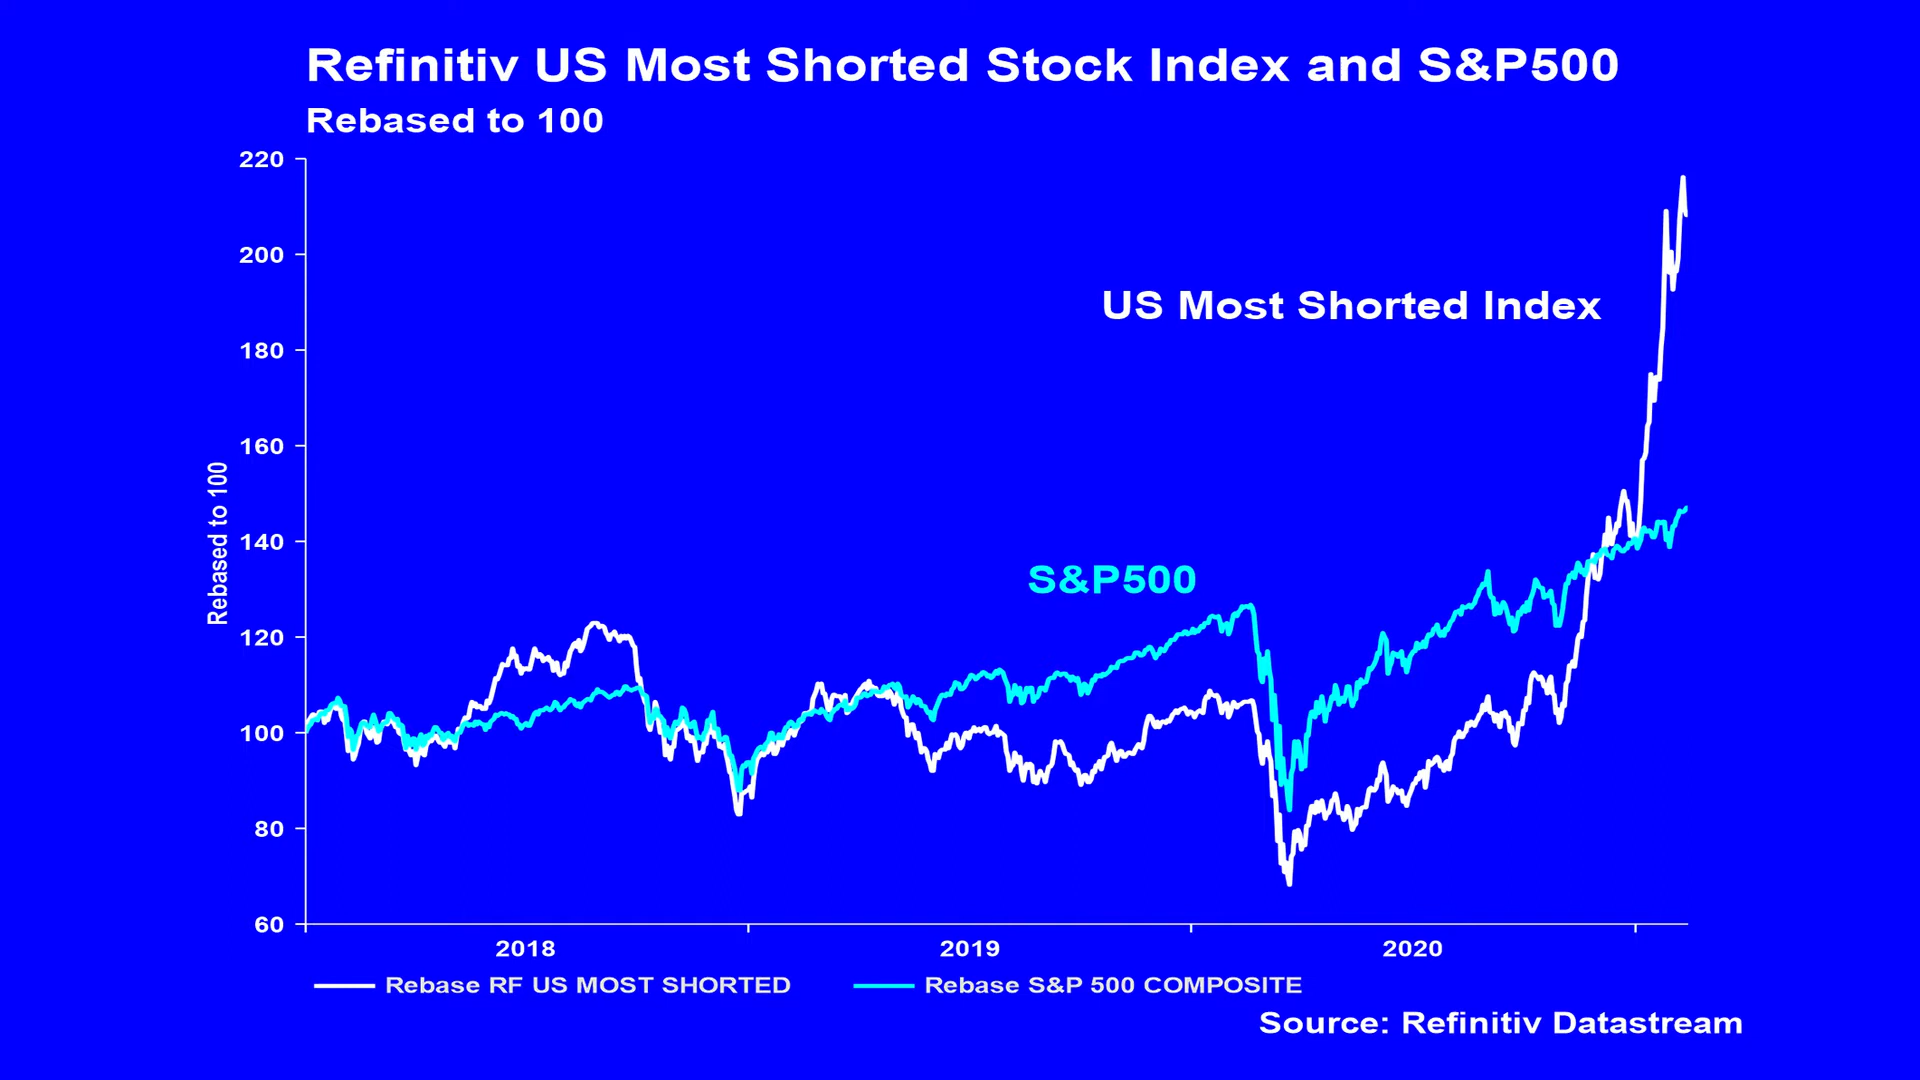 Refinitiv US Most Shorted Stock Index and S&P500
Rebased to 100
220
200
180
160
140
120
100
80
60
Rebased to 100
US Most Shorted Index
S&P500
2018 2019 2020
Rebase RF US MOST SHORTED Rebase S&P 500 COMPOSITE
Source: Refinitiv Datastream